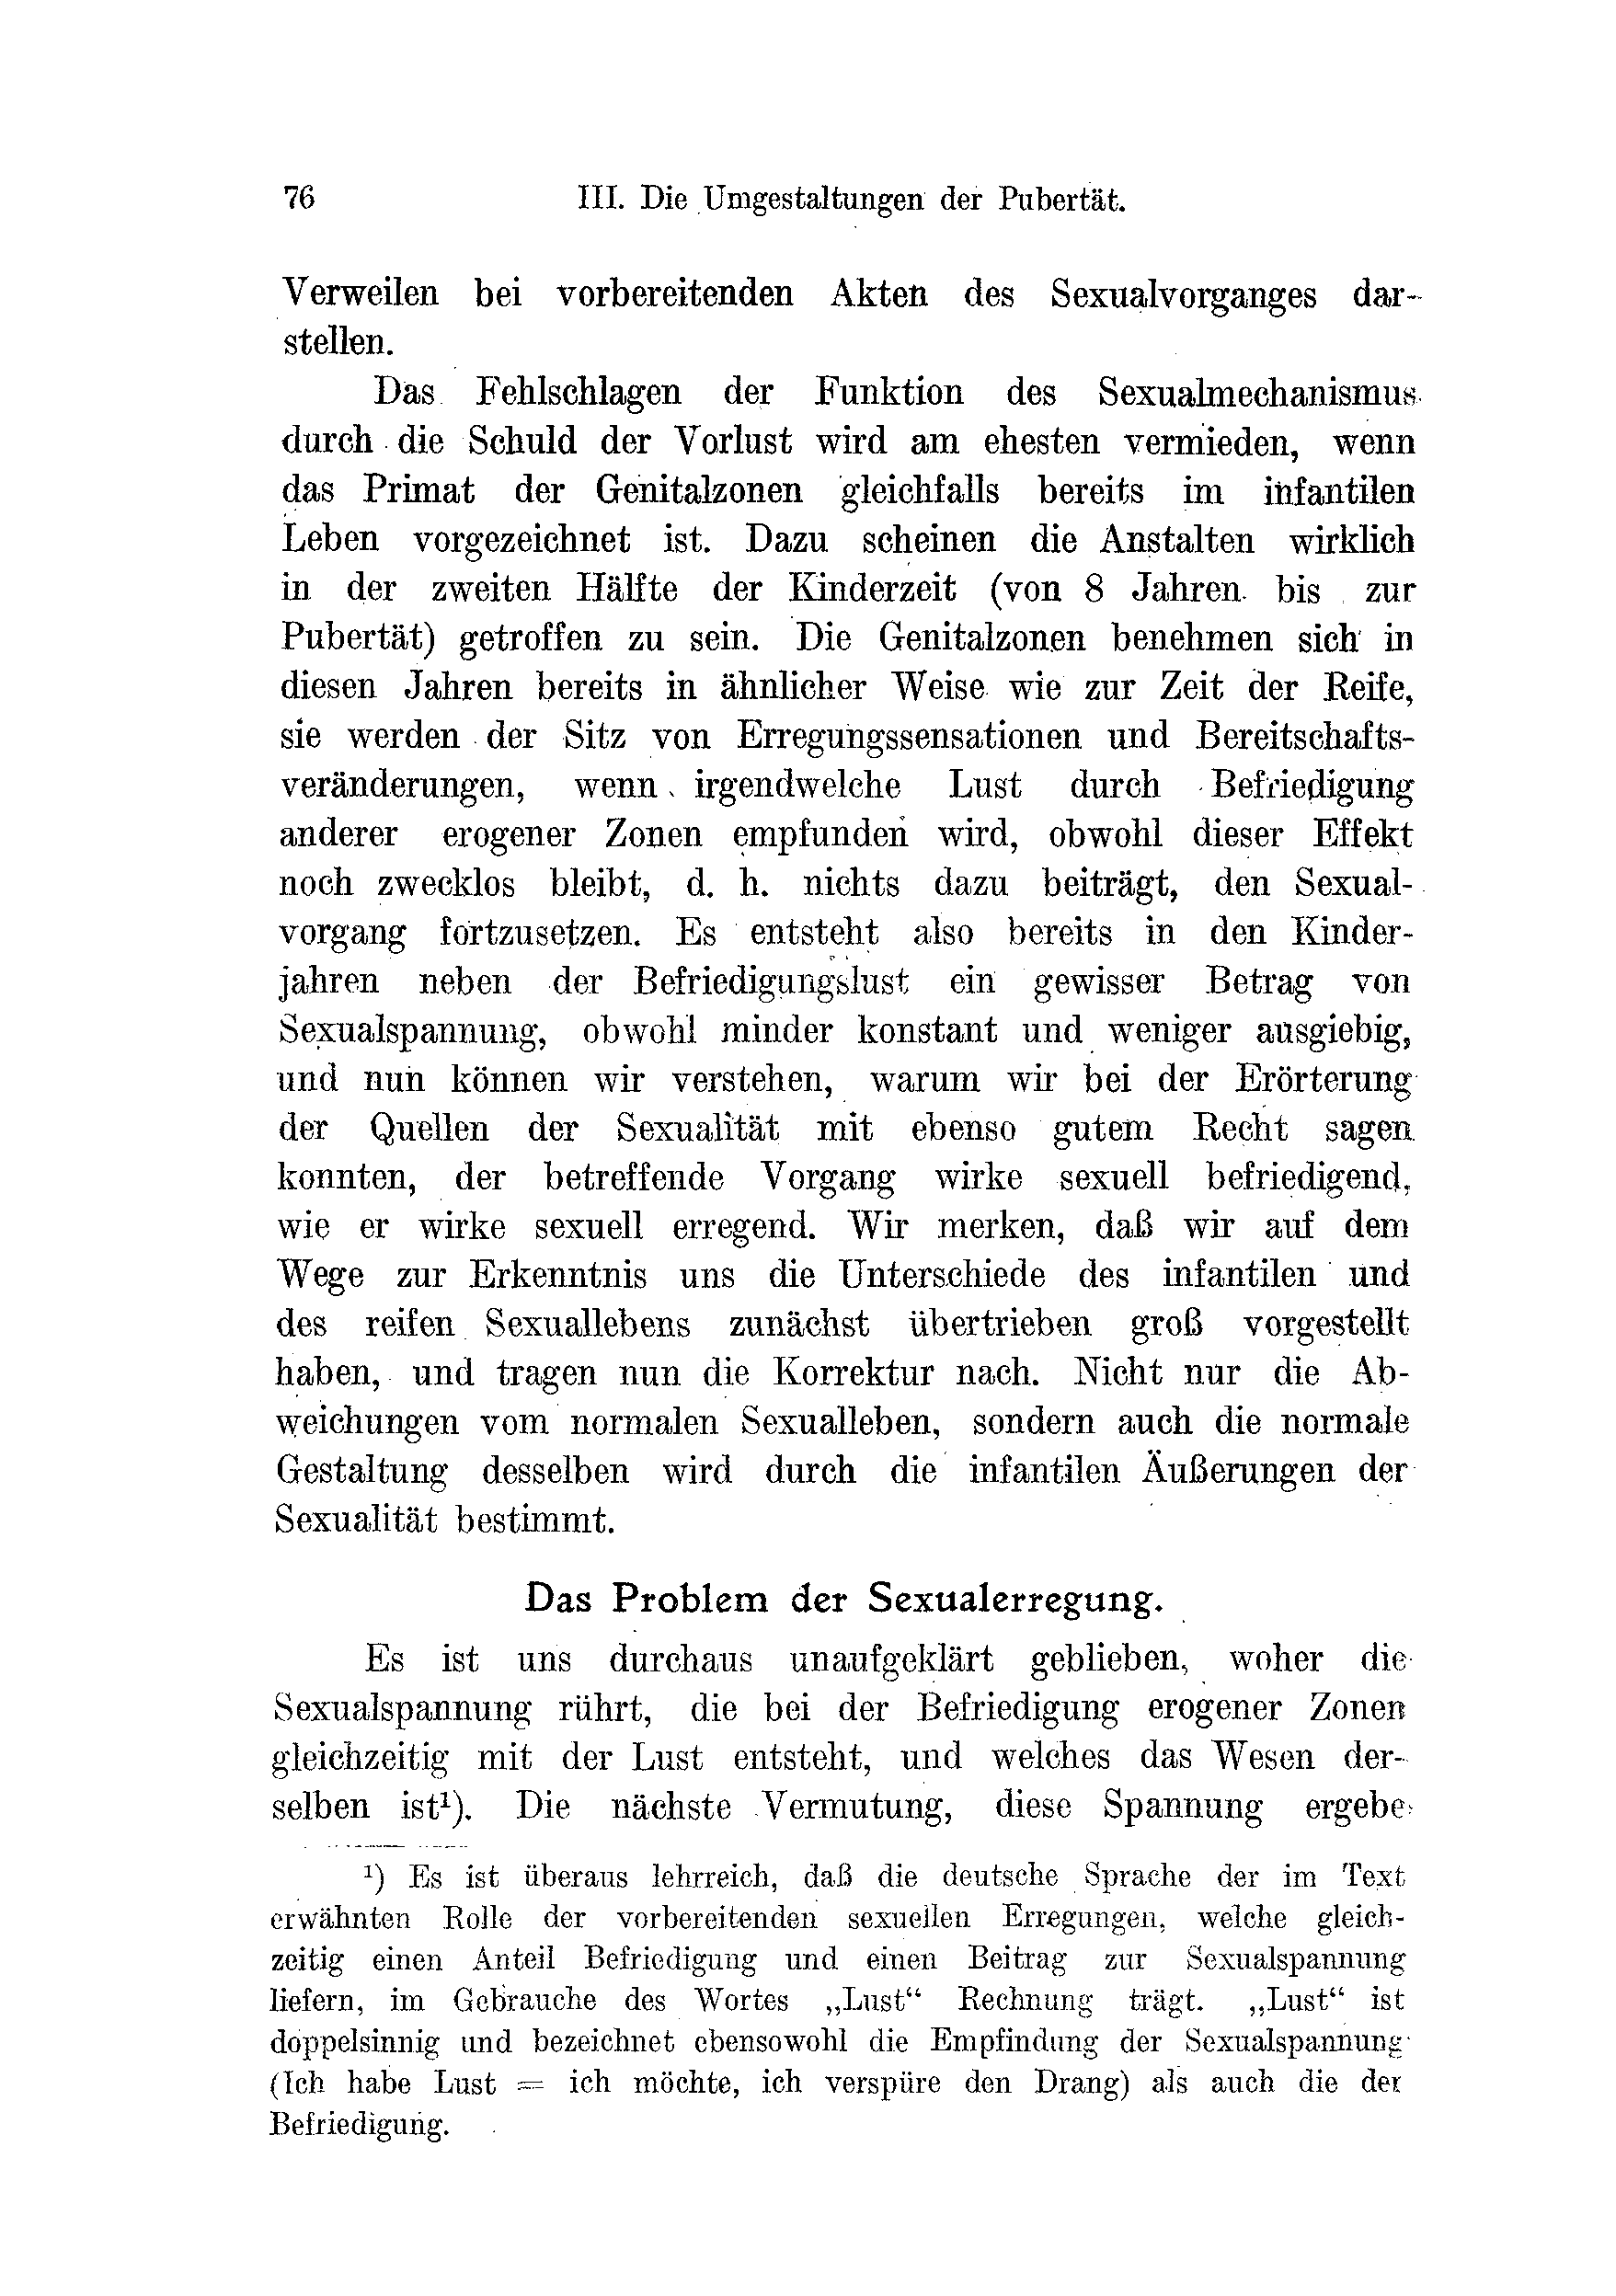 76 III. Die Umgestaltungen der Pubertät.
Verweilen bei vorbereitenden Akten des Sexualvorganges dar-
stellen.
Das Fehlschlagen der Funktion des Sexualmechanismus
durch die Schuld der Vorlust wird am ehesten vermieden, wenn
das Primat der Genitalzonen gleichfalls bereits im infantilen
Leben vorgezeichnet ist. Dazu scheinen die Anstalten wirklich
in der zweiten Hälfte der Kinderzeit (von 8 Jahren bis zur
Pubertät) getroffen zu sein. Die Genitalzonen benehmen sich in
diesen Jahren bereits in ähnlicher Weise wie zur Zeit der Reife,
sie werden der Sitz von Erregungssensationen und Bereitschafts-
veränderungen, wenn irgendwelche Lust durch Befriedigung
anderer erogener Zonen empfunden wird, obwohl dieser Effekt
noch zwecklos bleibt, d. h. nichts dazu beiträgt, den Sexual-
vorgang fortzusetzen. Es entsteht also bereits in den Kinder-
jahren neben der Befriedigungslust ein gewisser Betrag von
Sexualspannung, obwohl minder konstant und weniger ausgiebig,
und nun können wir verstehen, warum wir bei der Erörterung
der Quellen der Sexualität mit ebenso gutem Recht sagen
konnten, der betreffende Vorgang wirke sexuell befriedigend,
wie er wirke sexuell erregend. Wir merken, daß wir auf dem
Wege zur Erkenntnis uns die Unterschiede des infantilen und
des reifen Sexuallebens zunächst übertrieben groß vorgestellt
haben, und tragen nun die Korrektur nach. Nicht nur die Ab-
weichungen vom normalen Sexualleben, sondern auch die normale
Gestaltung desselben wird durch die infantilen Äußerungen der
Sexualität bestimmt.
Das Problem der Sexualerregung.
Es ist uns durchaus unaufgeklärt geblieben, woher die
Sexualspannung rührt, die bei der Befriedigung erogener Zonen
gleichzeitig mit der Lust entsteht, und welches das Wesen der-
selben ist¹). Die nächste Vermutung, diese Spannung ergebe
¹) Es ist überaus lehrreich, daß die deutsche Sprache der im Text
erwähnten Rolle der vorbereitenden sexuellen Erregungen, welche gleich-
zeitig einen Anteil Befriedigung und einen Beitrag zur Sexualspannung
liefern, im Gebrauche des Wortes „Lust“ Rechnung trägt. „Lust“ ist
doppelsinnig und bezeichnet ebensowohl die Empfindung der Sexualspannung
(Ich habe Lust = ich möchte, ich verspüre den Drang) als auch die der
Befriedigung.